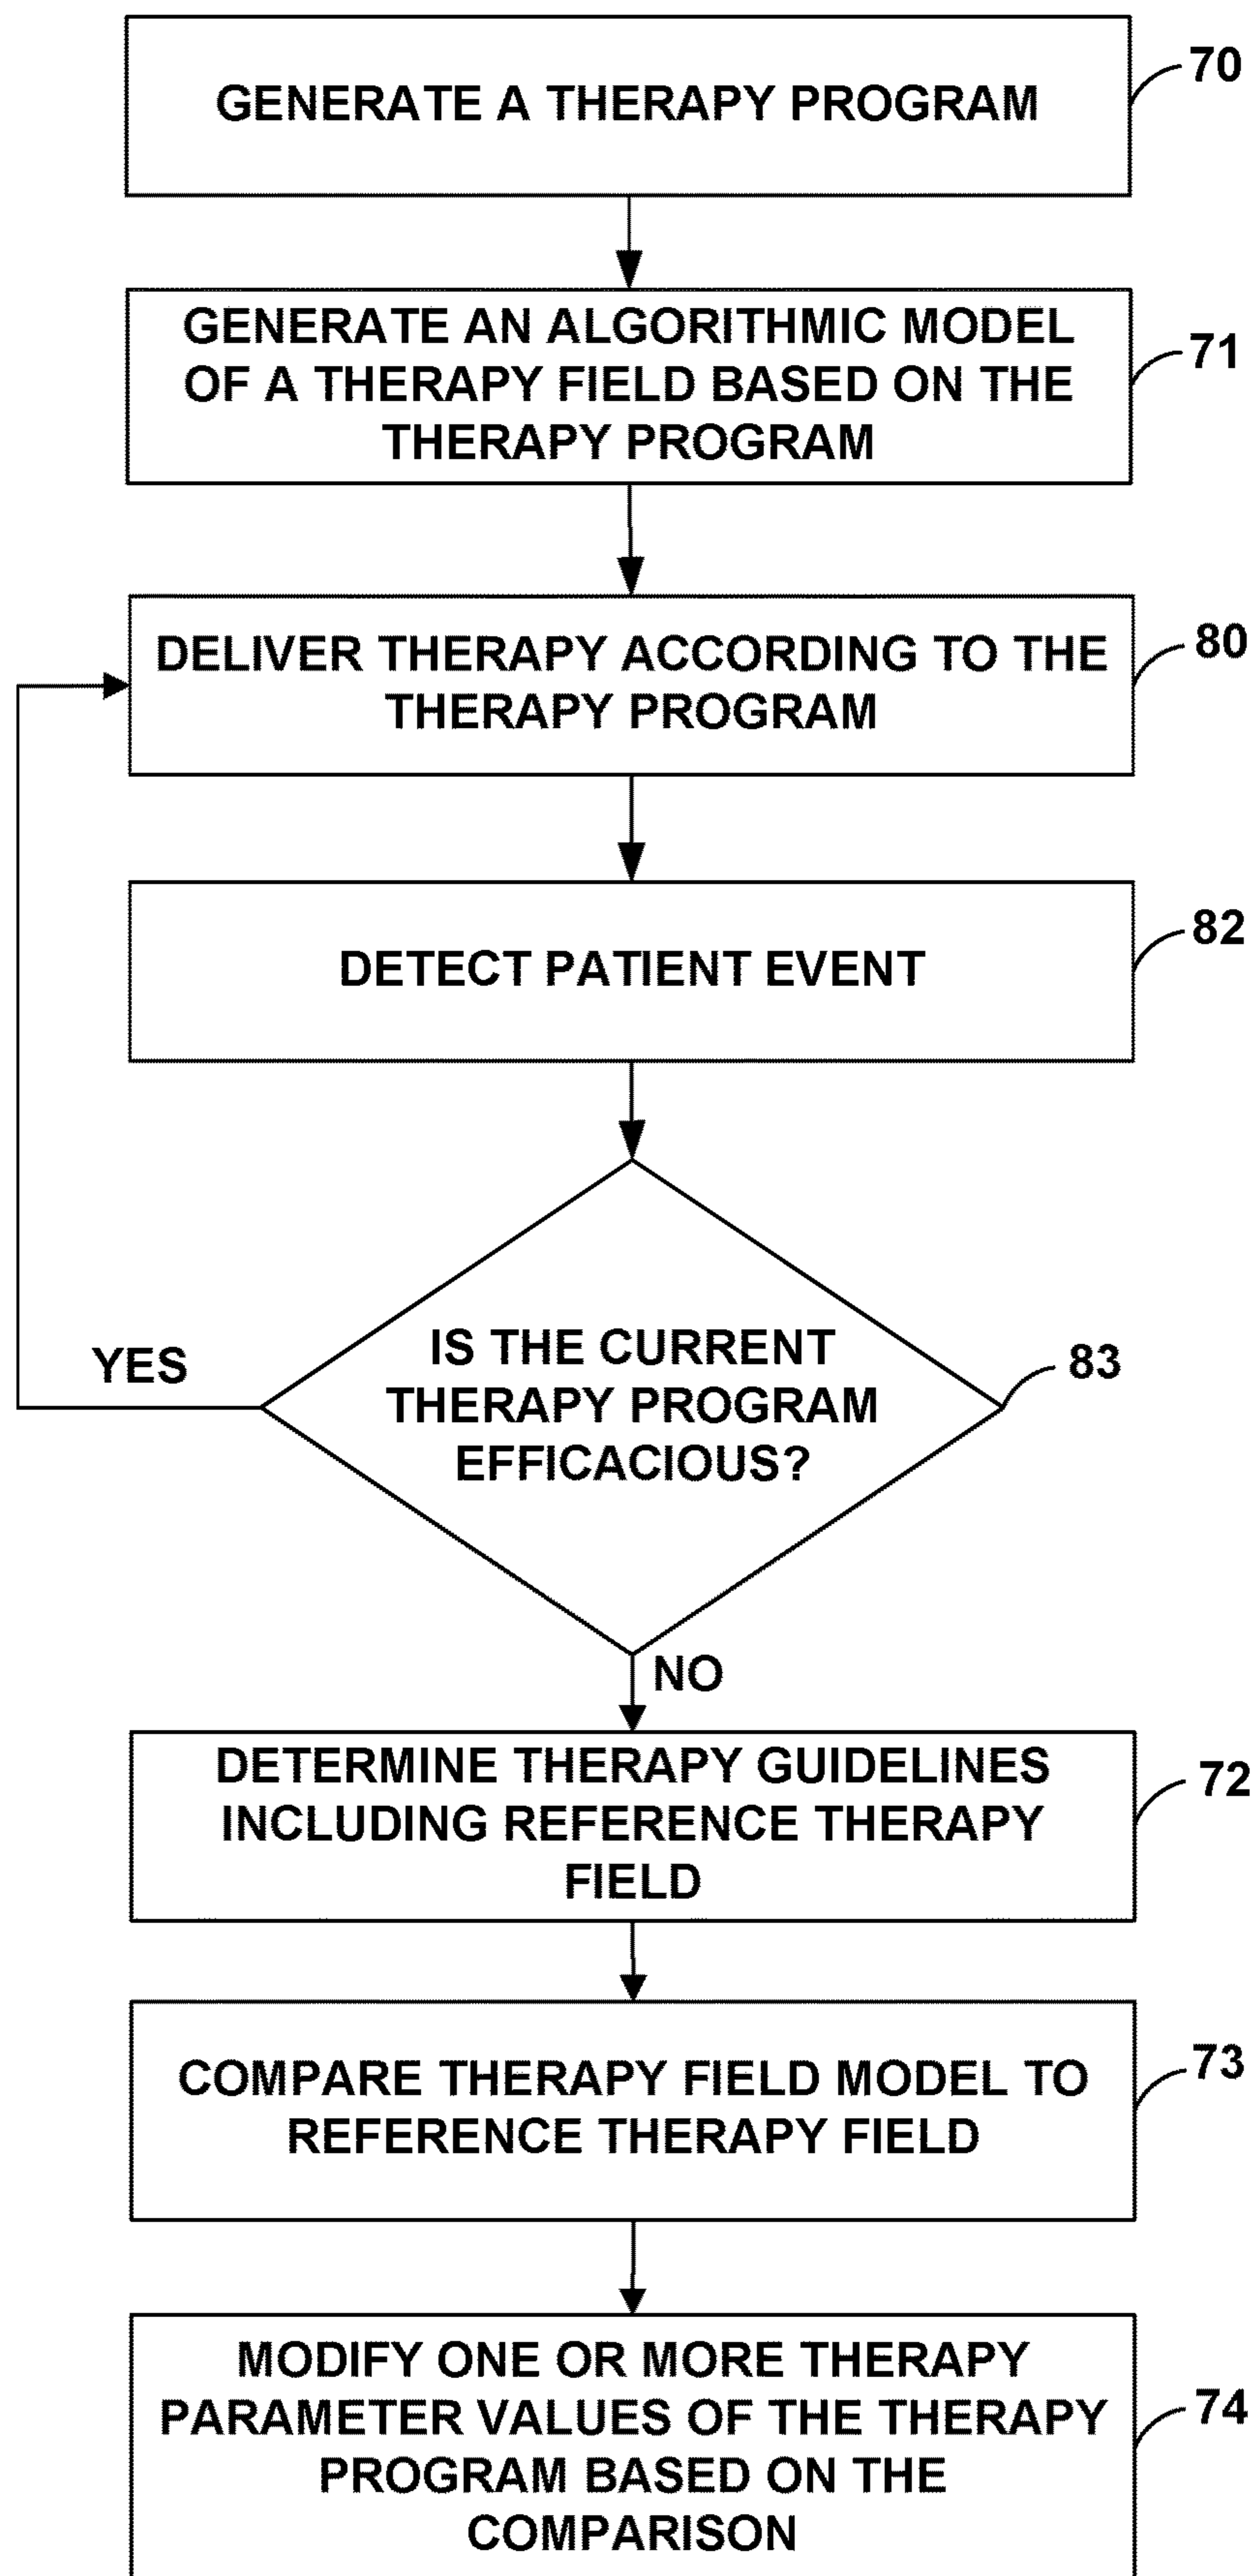 GENERATE A THERAPY PROGRAM
70
GENERATE AN ALGORITHMIC MODEL
OF A THERAPY FIELD BASED ON THE
THERAPY PROGRAM
71
DELIVER THERAPY ACCORDING TO THE
THERAPY PROGRAM
80
DETECT PATIENT EVENT
82
IS THE CURRENT
THERAPY PROGRAM
EFFICACIOUS?
83
YES
NO
DETERMINE THERAPY GUIDELINES
INCLUDING REFERENCE THERAPY
FIELD
72
COMPARE THERAPY FIELD MODEL TO
REFERENCE THERAPY FIELD
73
MODIFY ONE OR MORE THERAPY
PARAMETER VALUES OF THE THERAPY
PROGRAM BASED ON THE
COMPARISON
74